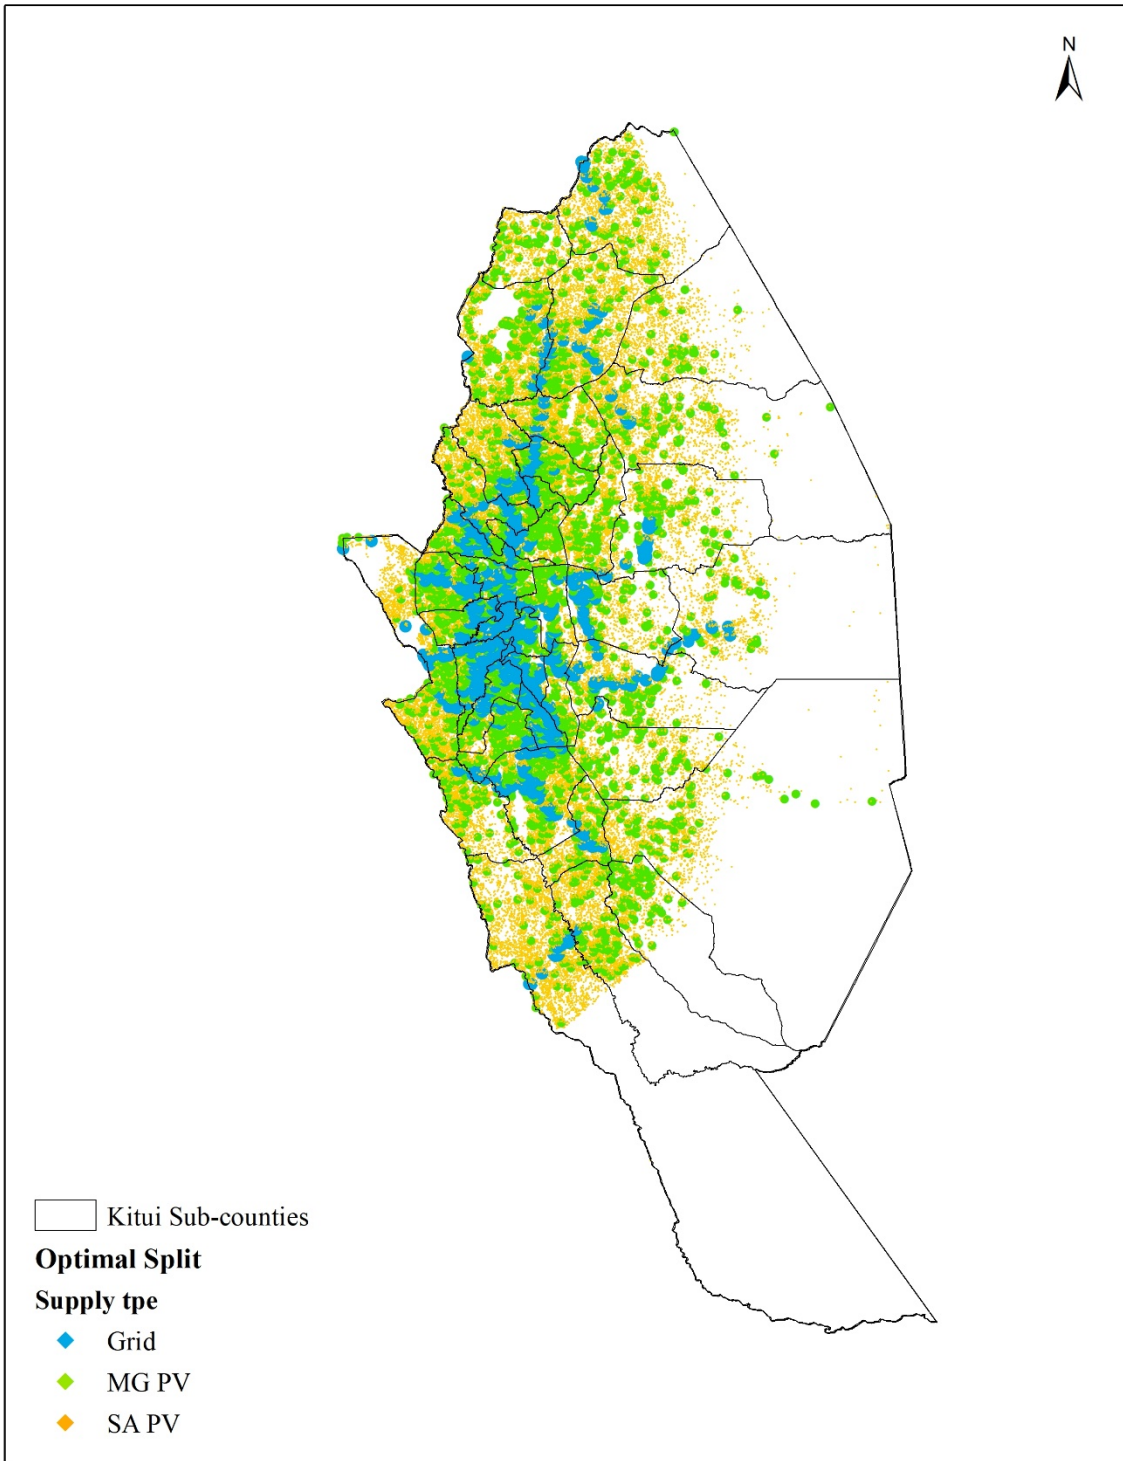 N
Kitui Sub-counties
Optimal Split
Supply tpe
Grid
MG PV
SA PV